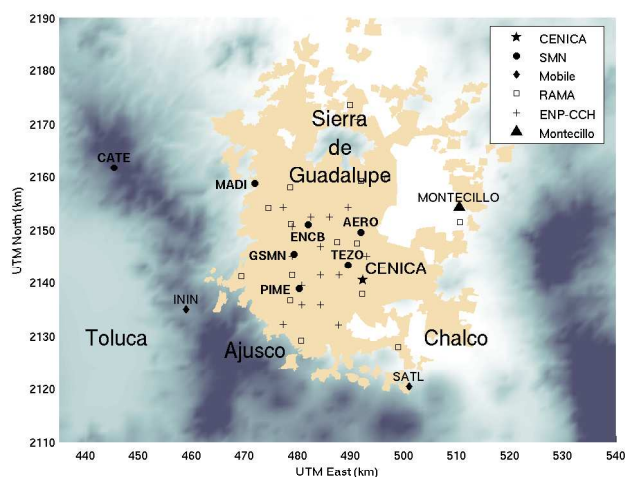 2190
2180
2170
2160
2150
2140
2130
2120
2110
UTM North (km)
440
450
460
470
480
490
500
510
520
530
540
UTM East (km)
CENICA
SMN
Mobile
RAMA
ENP-CCH
Montecillo
Sierra
de
Guadalupe
CATE
MADI
MONTECILLO
AERO
ENCB
GSMN
TEZO
CENICA
PIME
ININ
Toluca
Ajusco
Chalco
SATL